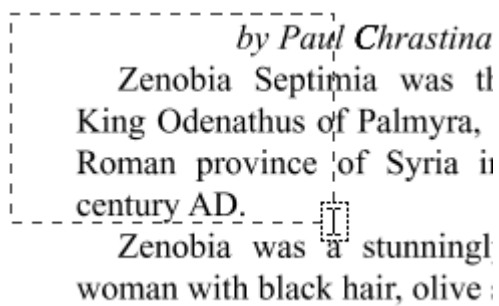 by Paul Chrastina
Zenobia Septimia was
King Odenathus of Palmyra,
Roman province of Syria
century AD.
Zenobia was a
woman with black hair, olive